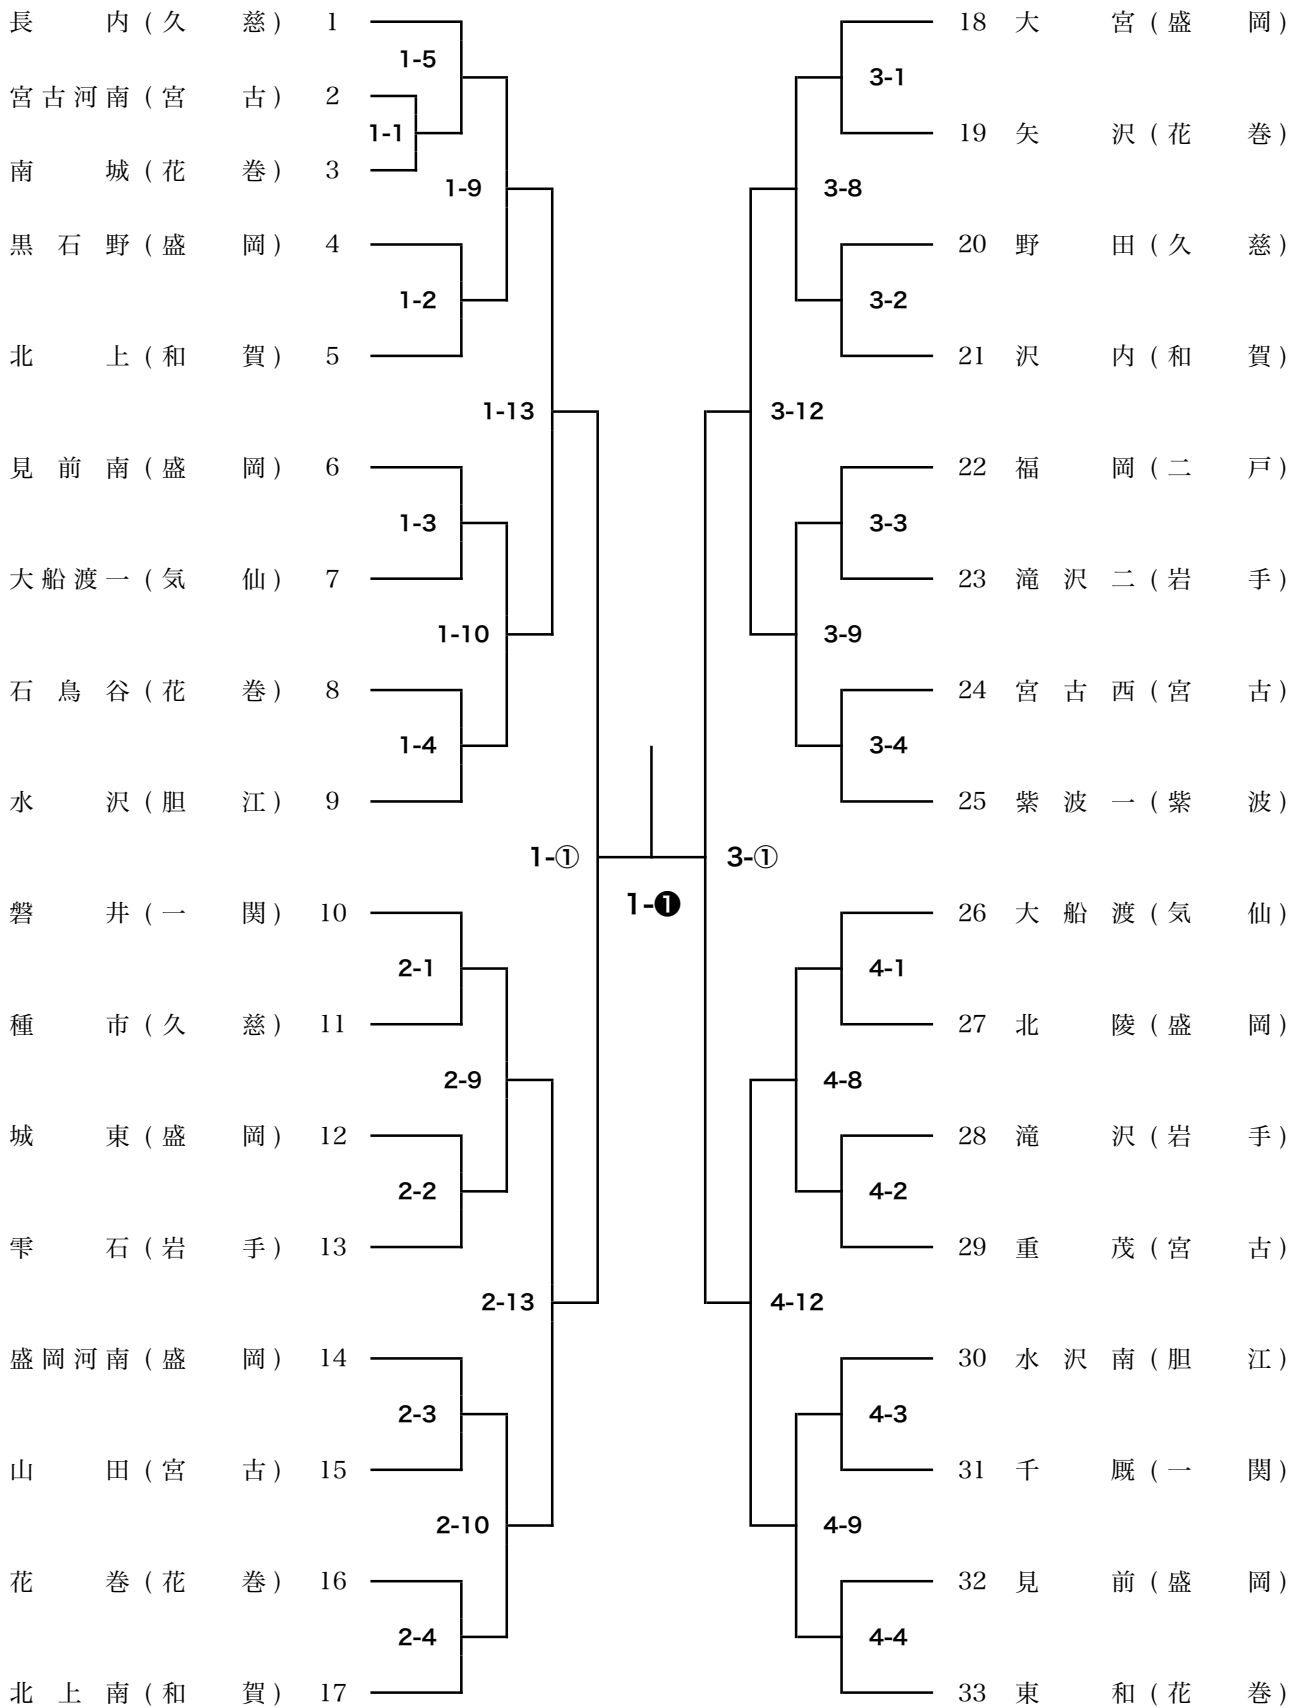 長内(久慈) 1
1-5
宮古河南(宮古) 2
1-1
南城(花巻) 3
1-9
黒石野(盛岡) 4
1-2
北上(和賀) 5
1-13
見前南(盛岡) 6
1-3
大船渡一(気仙) 7
1-10
石鳥谷(花巻) 8
1-4
水沢(胆江) 9
1-①
磐井(一関) 10
2-1
種市(久慈) 11
2-9
城東(盛岡) 12
2-2
雫石(岩手) 13
2-13
盛岡河南(盛岡) 14
2-3
山田(宮古) 15
2-10
花巻(花巻) 16
2-4
北上南(和賀) 17
1-❶
18 大宮(盛岡)
3-1
19 矢沢(花巻)
3-8
20 野田(久慈)
3-2
21 沢内(和賀)
3-12
22 福岡(二戸)
3-3
23 滝沢二(岩手)
3-9
24 宮古西(宮古)
3-4
25 紫波一(紫波)
3-①
26 大船渡(気仙)
4-1
27 北陵(盛岡)
4-8
28 滝沢(岩手)
4-2
29 重茂(宮古)
4-12
30 水沢南(胆江)
4-3
31 千厩(一関)
4-9
32 見前(盛岡)
4-4
33 東和(花巻)